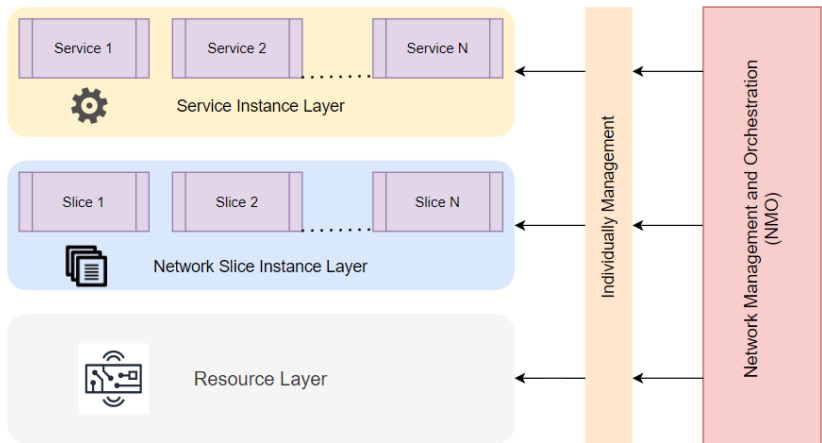 Service 1
Service 2
Service N
Service Instance Layer
Slice 1
Slice 2
Slice N
Network Slice Instance Layer
Resource Layer
Individually Management
Network Management and Orchestration
(NMO)